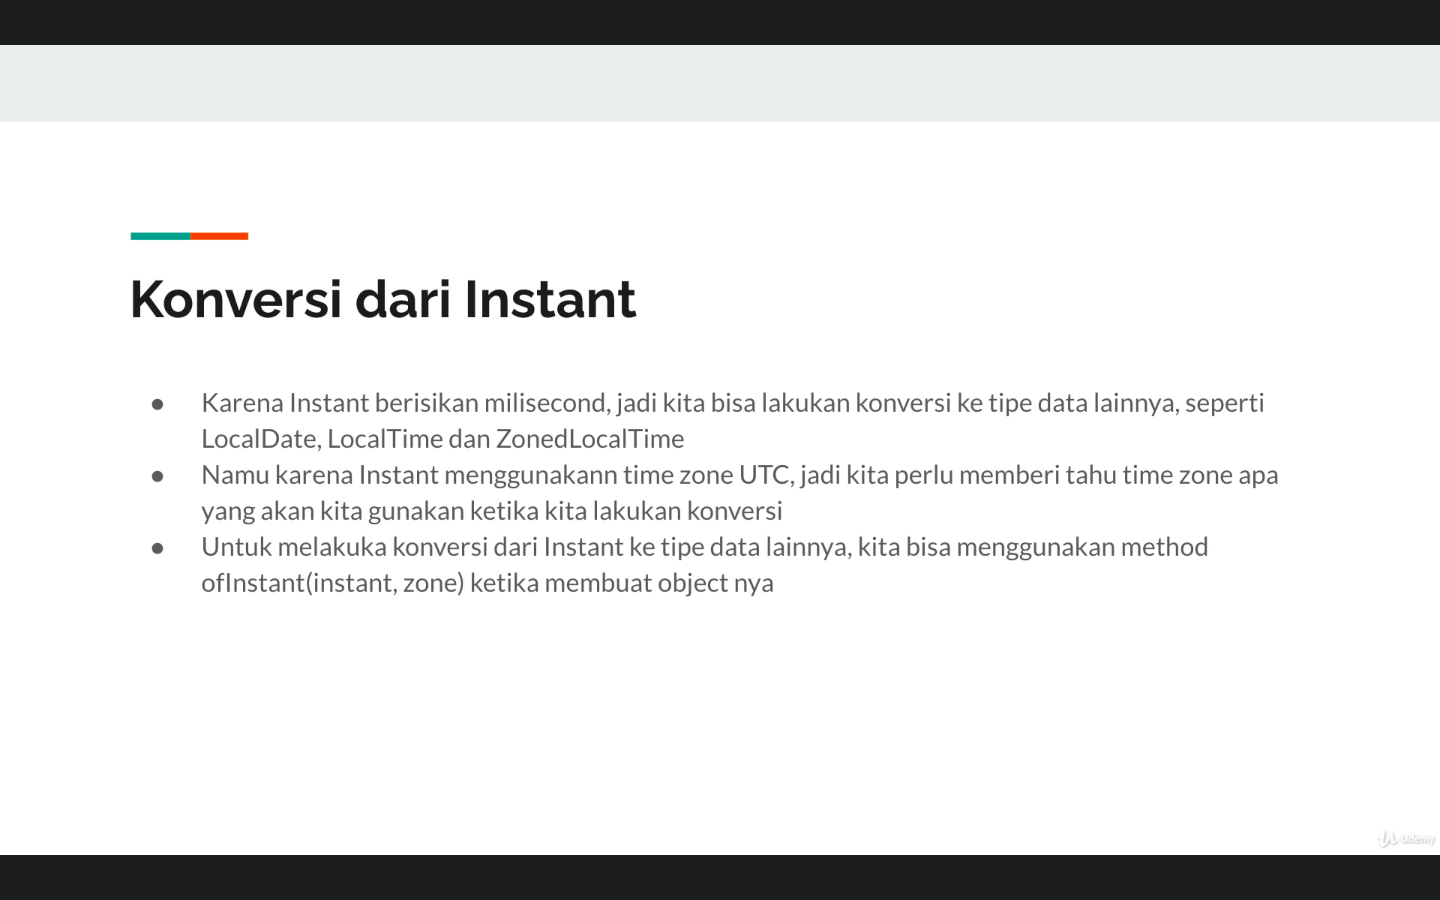 Konversi dari Instant
● Karena Instant berisikan milisecond, jadi kita bisa lakukan konversi ke tipe data lainnya, seperti
LocalDate, LocalTime dan ZonedLocalTime
● Namu karena Instant menggunakann time zone UTC, jadi kita perlu memberi tahu time zone apa
yang akan kita gunakan ketika kita lakukan konversi
● Untuk melakuka konversi dari Instant ke tipe data lainnya, kita bisa menggunakan method
ofInstant(instant, zone) ketika membuat object nya
Udemy